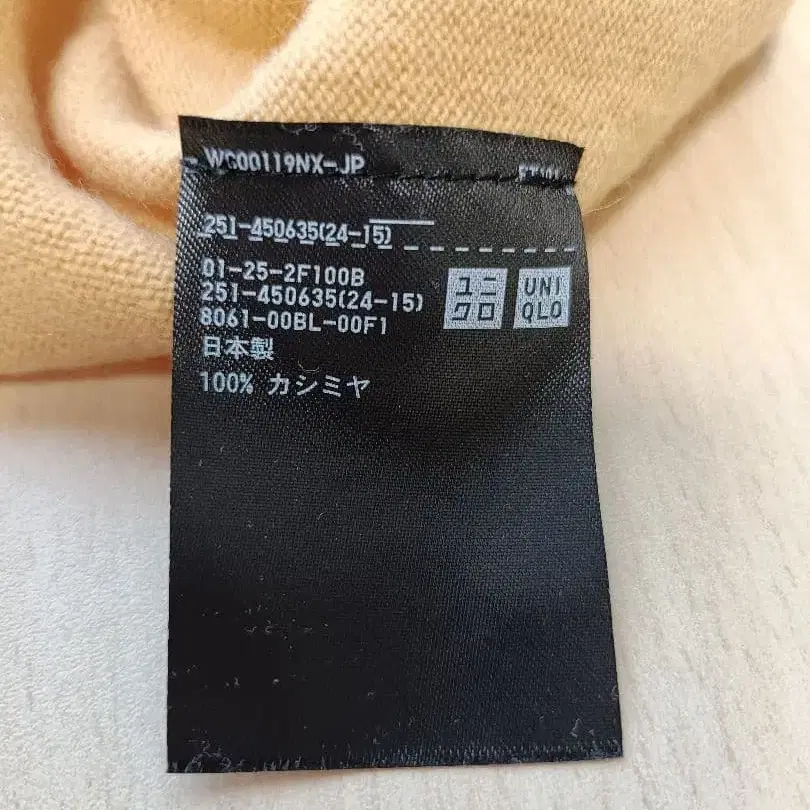 WG00119NX-JP
251-450635(24-15)
01-25-2F100B
251-450635(24-15)
8061-00BL-00F1
日本製
100% カシミヤ
ユニ
クロ
UNI
QLO